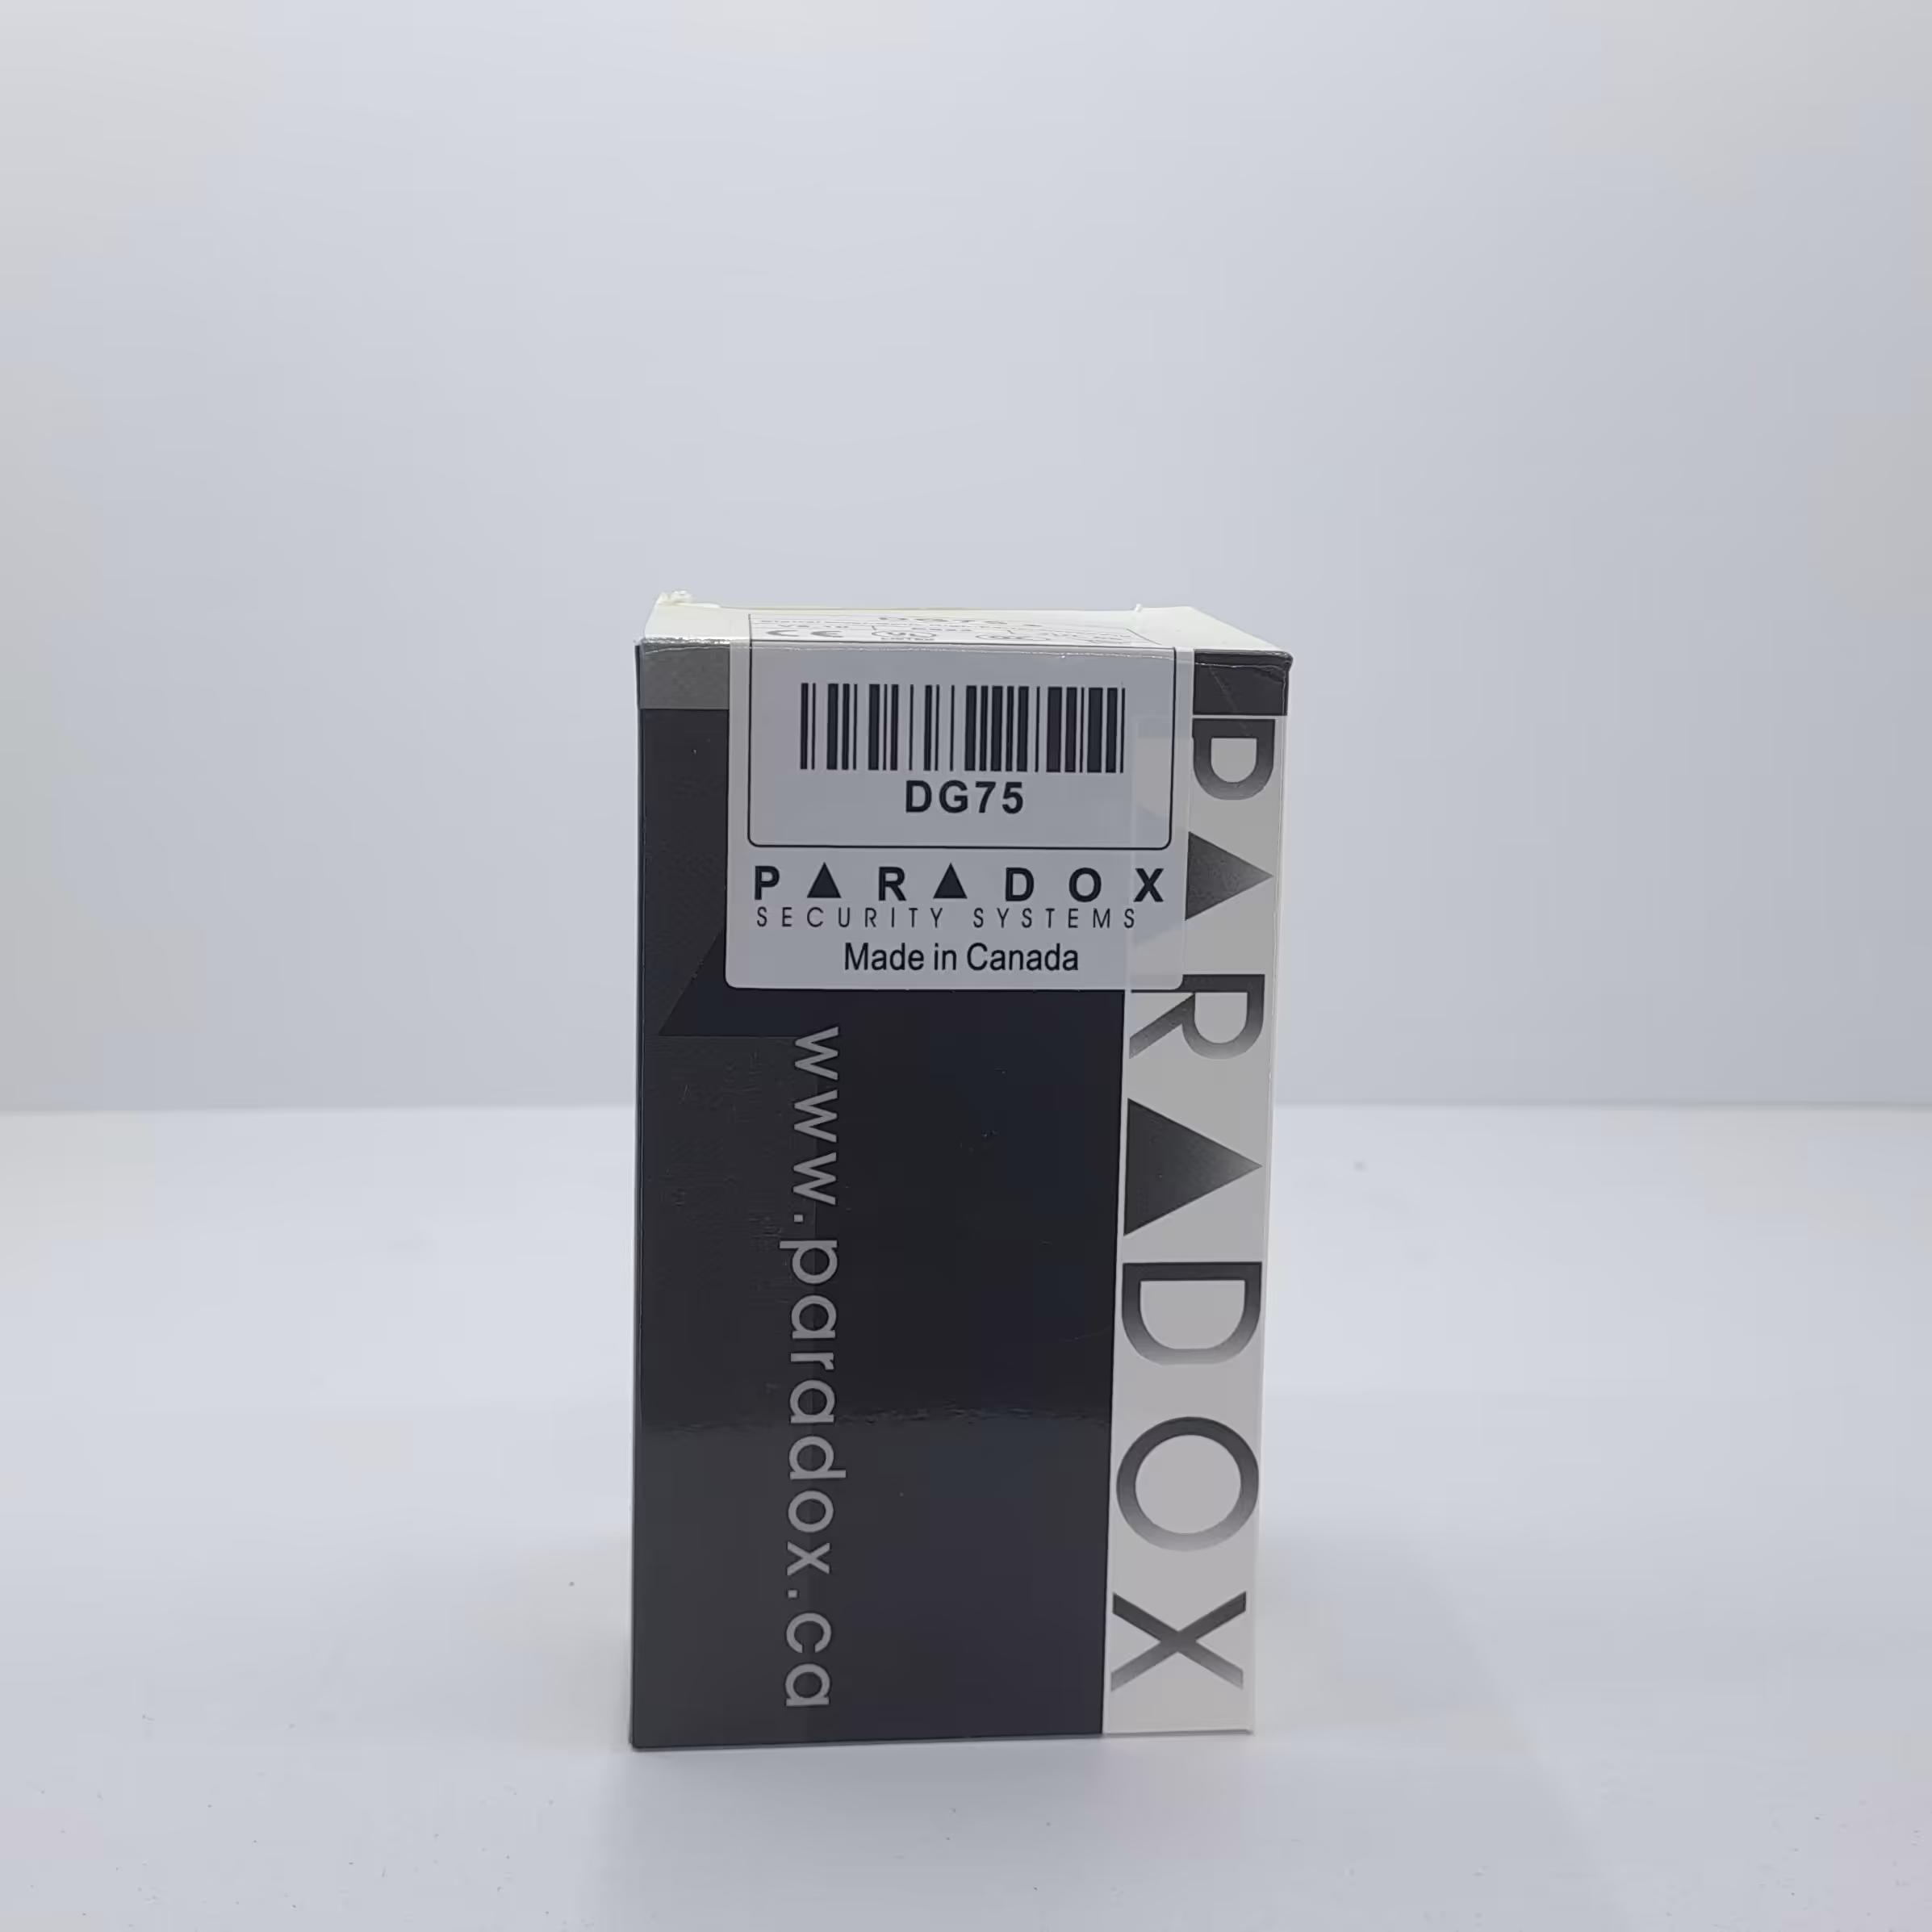 DG75
PARADOX
SECURITY SYSTEMS
Made in Canada
www.paradox.ca
PARADOX